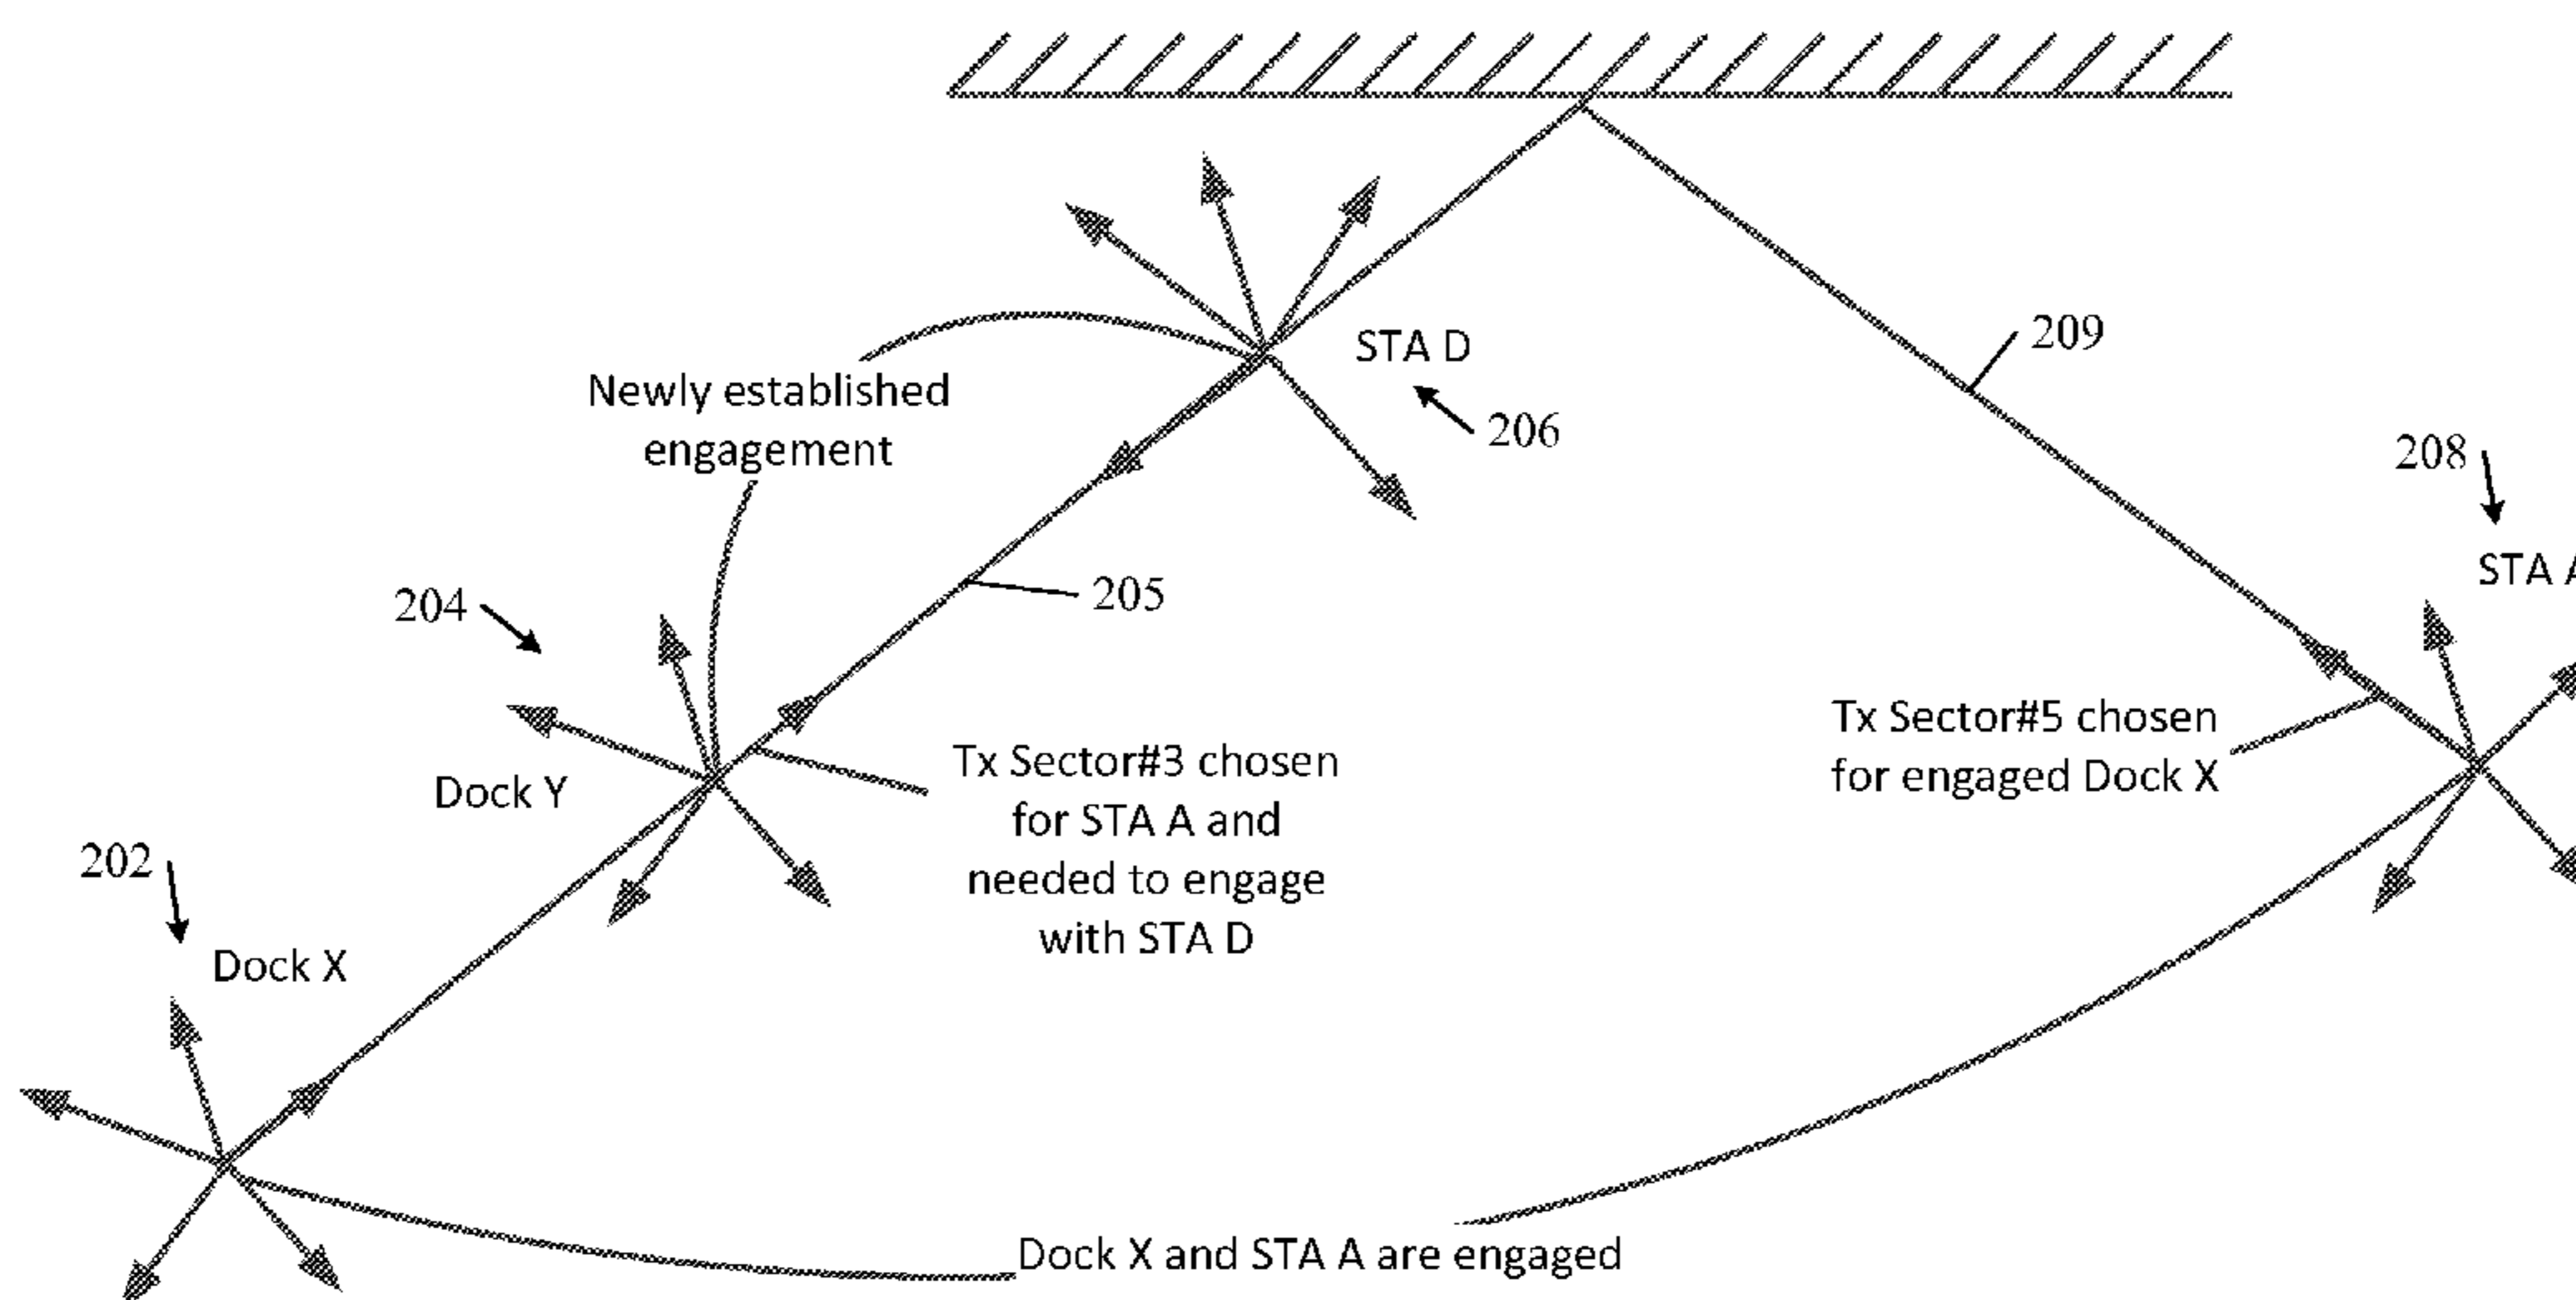 STA D
206
209
208
STA A
Newly established
engagement
205
204
Dock Y
Tx Sector#3 chosen
for STA A and
needed to engage
with STA D
Tx Sector#5 chosen
for engaged Dock X
202
Dock X
Dock X and STA A are engaged